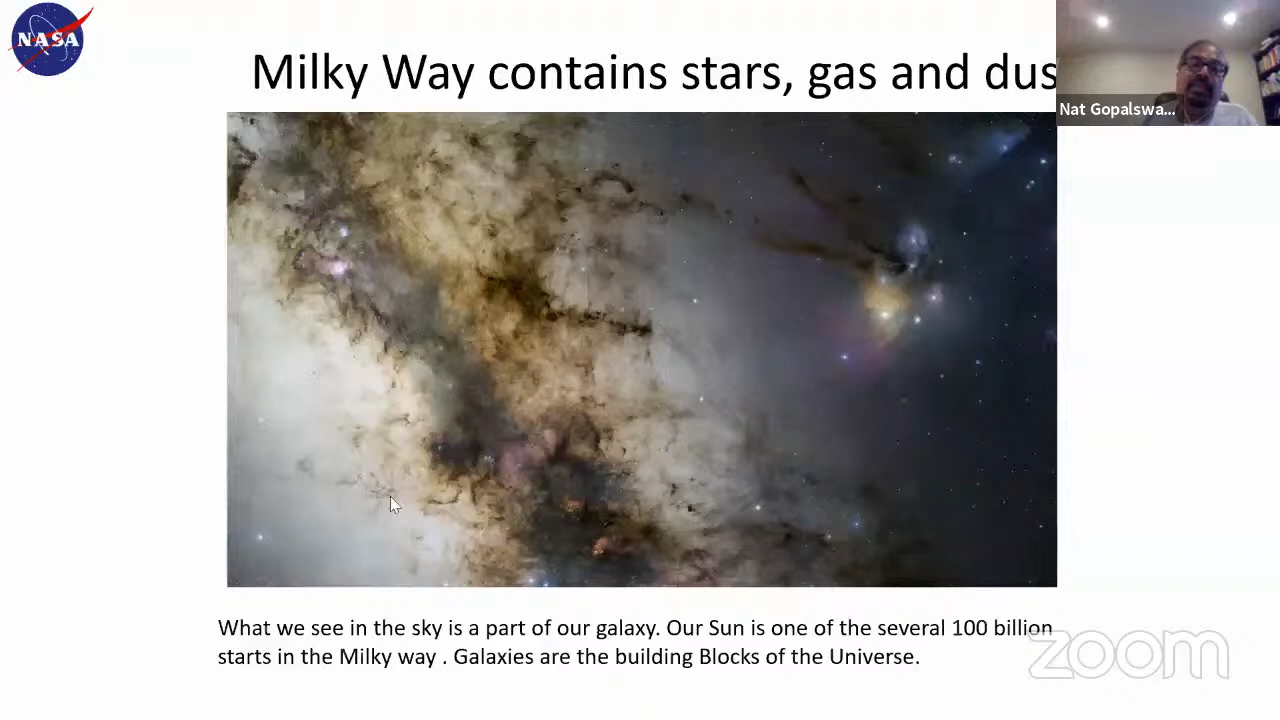 NASA
Milky Way contains stars, gas and dus
Nat Gopalswa...
What we see in the sky is a part of our galaxy. Our Sun is one of the several 100 billion
starts in the Milky way . Galaxies are the building Blocks of the Universe.
zoom